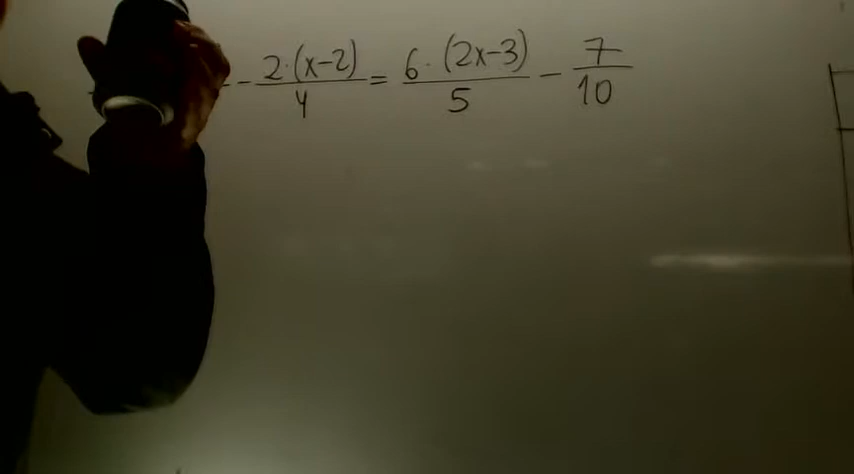 - 2·(x-2)/4 = 6·(2x-3)/5 - 7/10